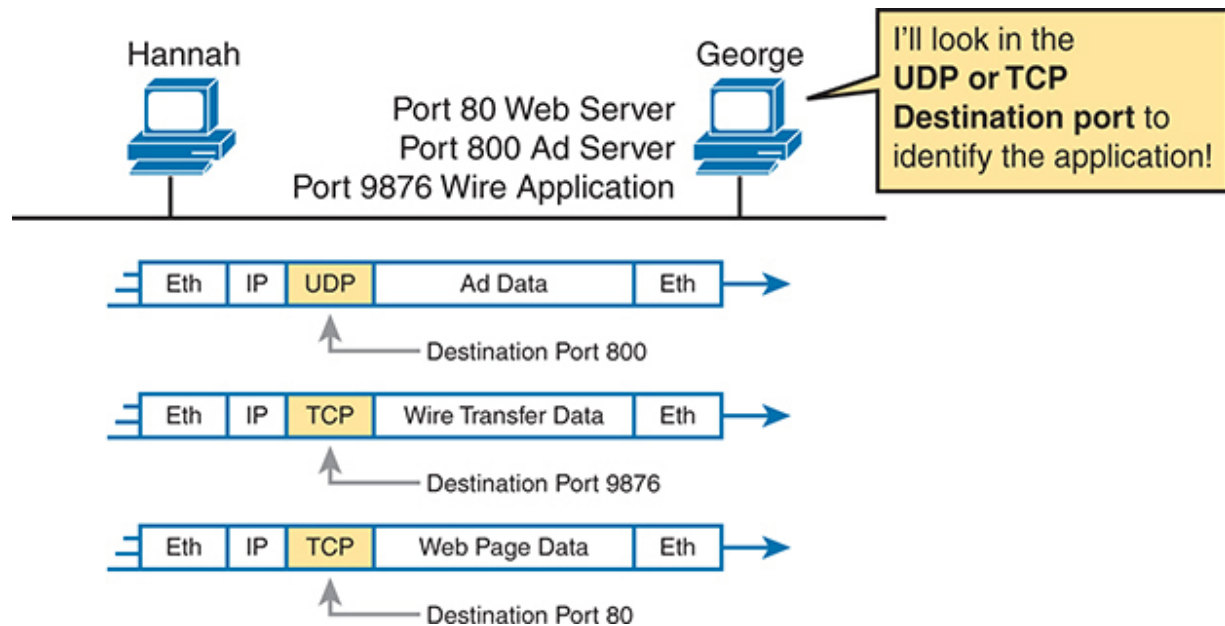 Hannah
George
I'll look in the
UDP or TCP
Destination port to
identify the application!
Port 80 Web Server
Port 800 Ad Server
Port 9876 Wire Application
Eth IP UDP Ad Data Eth
Destination Port 800
Eth IP TCP Wire Transfer Data Eth
Destination Port 9876
Eth IP TCP Web Page Data Eth
Destination Port 80